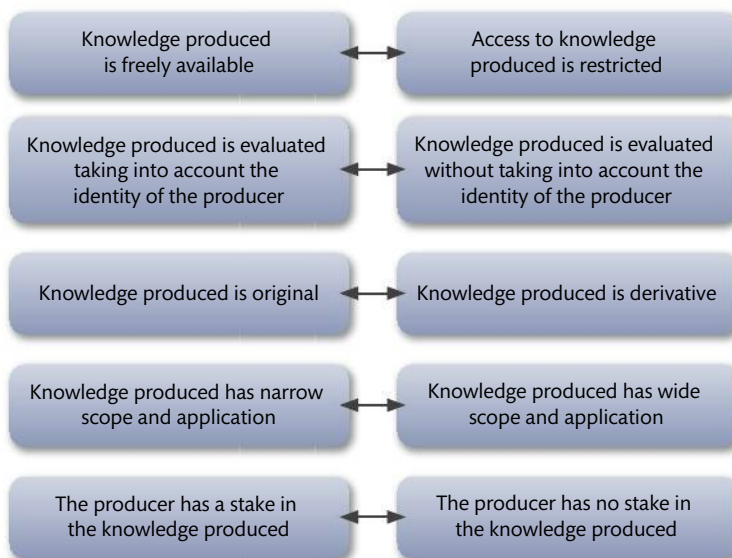 Knowledge produced
is freely available
Access to knowledge
produced is restricted
Knowledge produced is evaluated
taking into account the
identity of the producer
Knowledge produced is evaluated
without taking into account the
identity of the producer
Knowledge produced is original
Knowledge produced is derivative
Knowledge produced has narrow
scope and application
Knowledge produced has wide
scope and application
The producer has a stake in
the knowledge produced
The producer has no stake in
the knowledge produced